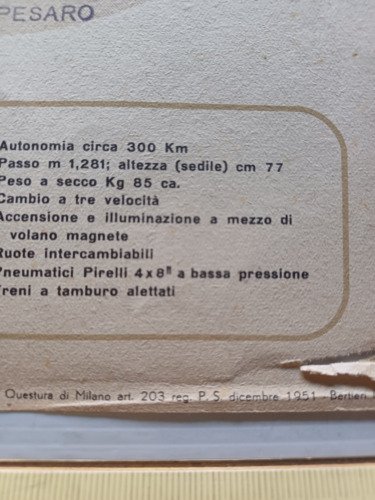 PESARO
Autonomia circa 300 Km
Passo m 1,281; altezza (sedile) cm 77
Peso a secco Kg 85 ca.
Cambio a tre velocità
Accensione e illuminazione a mezzo di
volano magnete
Ruote intercambiabili
Pneumatici Pirelli 4x8" a bassa pressione
Freni a tamburo alettati
Questura di Milano art. 203 reg. P. S. dicembre 1951 - Bertieri